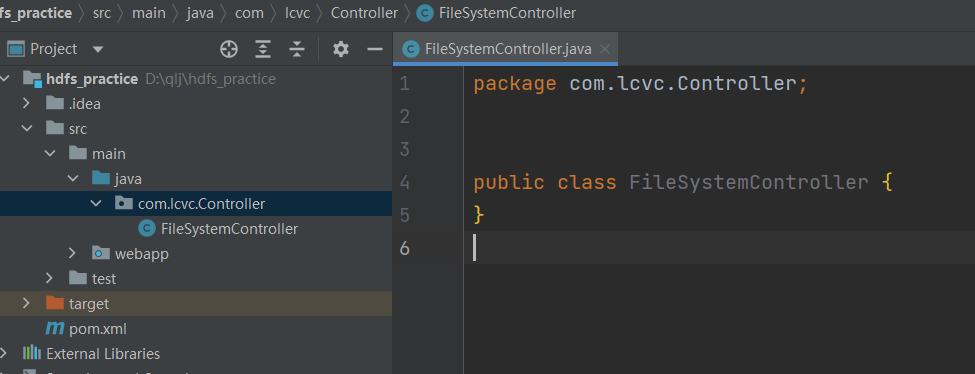 fs_practice > src > main > java > com > lcvc > Controller > FileSystemController
Project
FileSystemController.java
hdfs_practice D:\qlj\hdfs_practice
.idea
src
main
java
com.lcvc.Controller
FileSystemController
webapp
test
target
pom.xml
External Libraries
1 package com.lcvc.Controller;
2
3
4 public class FileSystemController {
5 }
6